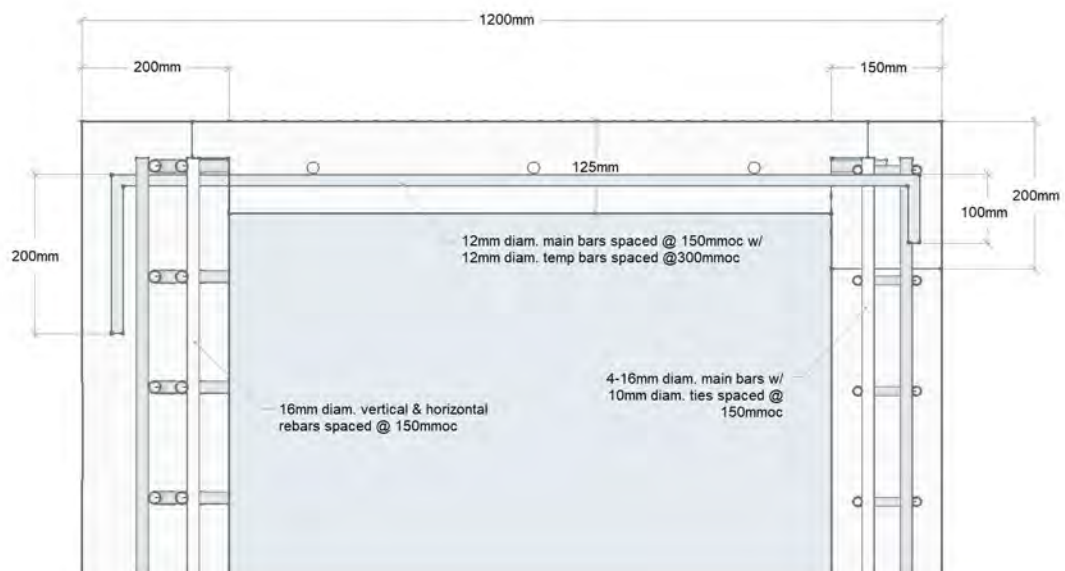 1200mm
200mm
150mm
125mm
200mm
100mm
200mm
12mm diam. main bars spaced @ 150mmoc w/
12mm diam. temp bars spaced @300mmoc
4-16mm diam. main bars w/
10mm diam. ties spaced @
150mmoc
16mm diam. vertical & horizontal
rebars spaced @ 150mmoc